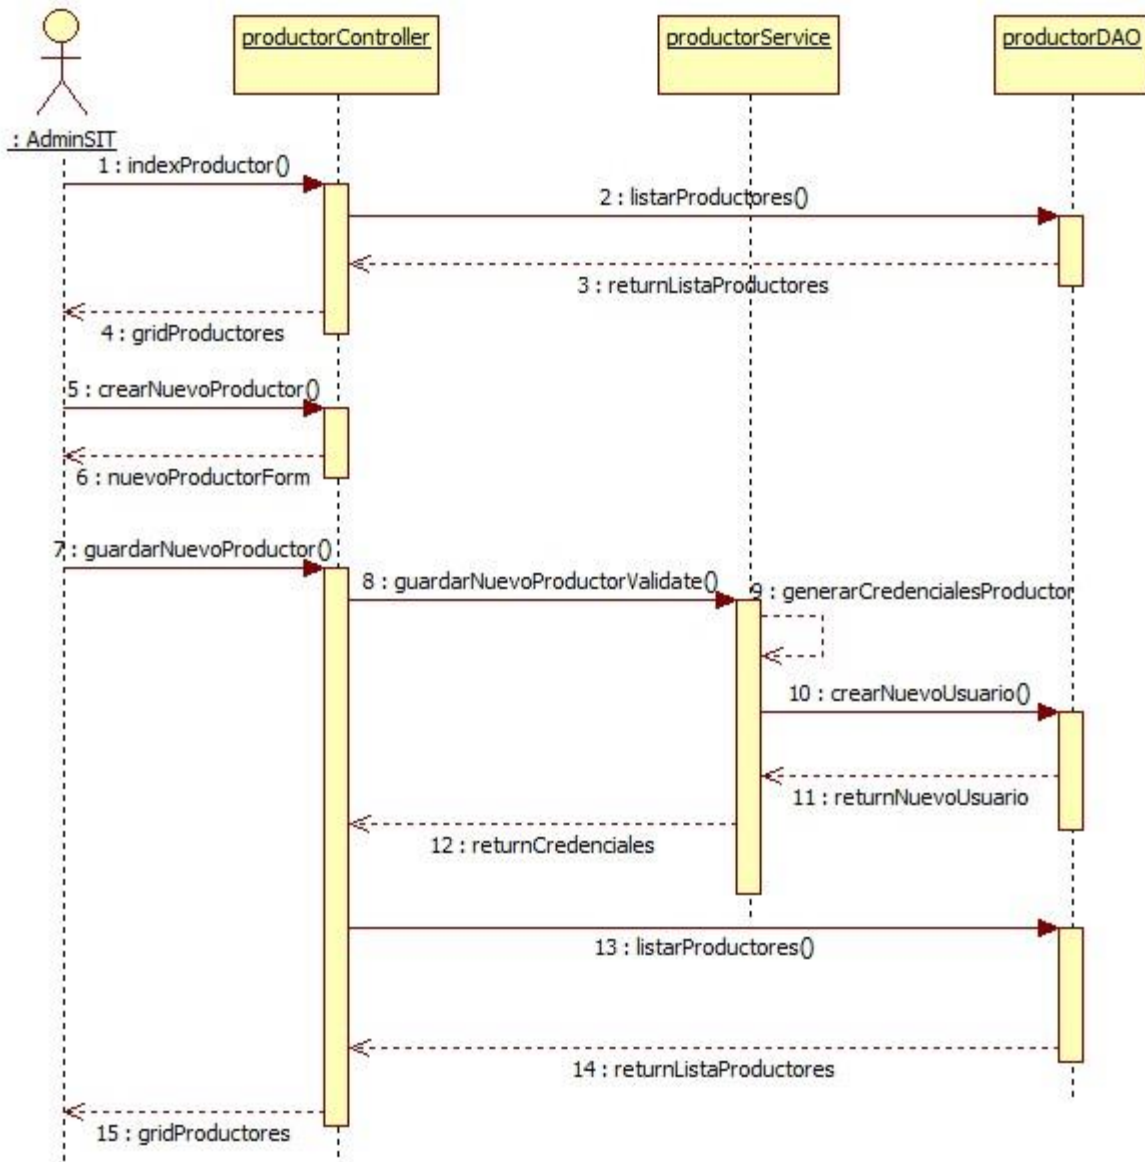 productorController
productorService
productorDAO
: AdminSIT
1 : indexProductor()
2 : listarProductores()
3 : returnListaProductores
4 : gridProductores
5 : crearNuevoProductor()
6 : nuevoProductorForm
7 : guardarNuevoProductor()
8 : guardarNuevoProductorValidate()
9 : generarCredencialesProductor
10 : crearNuevoUsuario()
11 : returnNuevoUsuario
12 : returnCredenciales
13 : listarProductores()
14 : returnListaProductores
15 : gridProductores